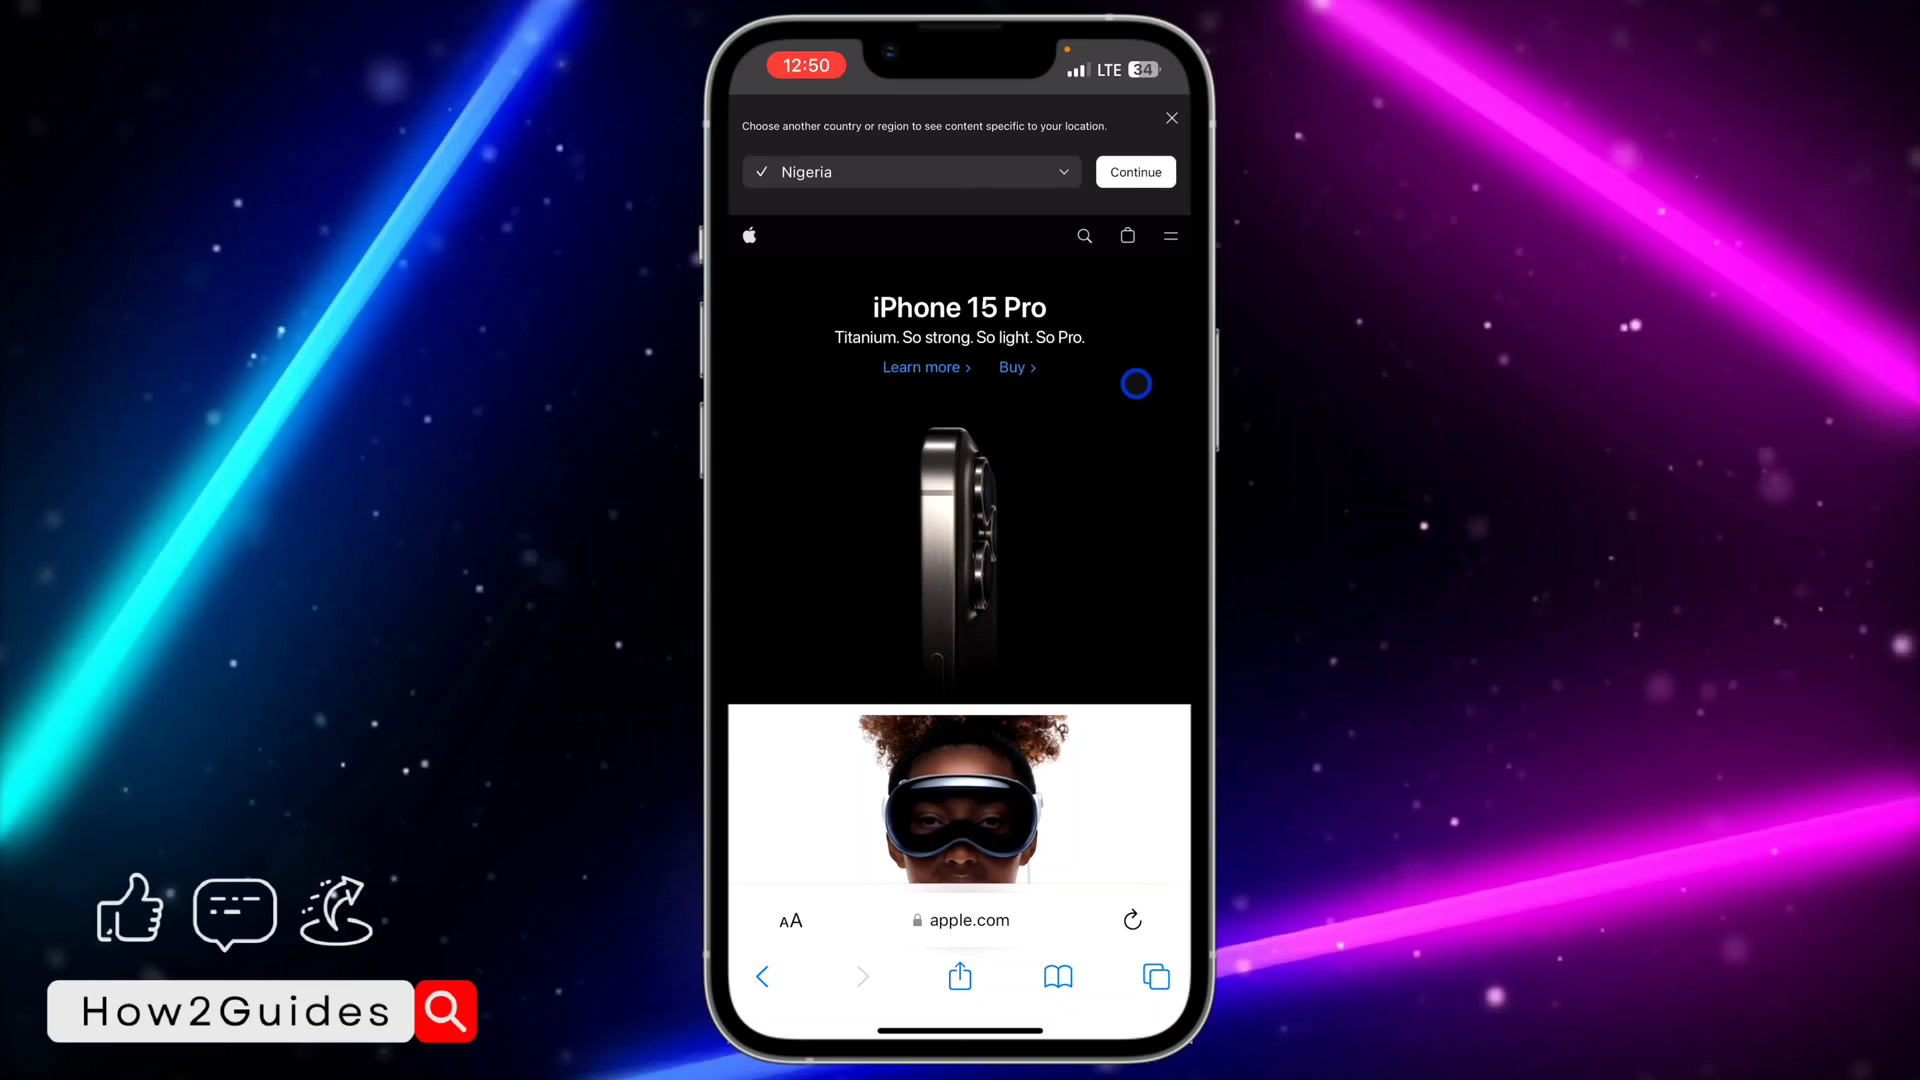 12:50
LTE 34
Choose another country or region to see content specific to your location.
Nigeria
Continue
iPhone 15 Pro
Titanium. So strong. So light. So Pro.
Learn more > Buy >
AA apple.com
How2Guides